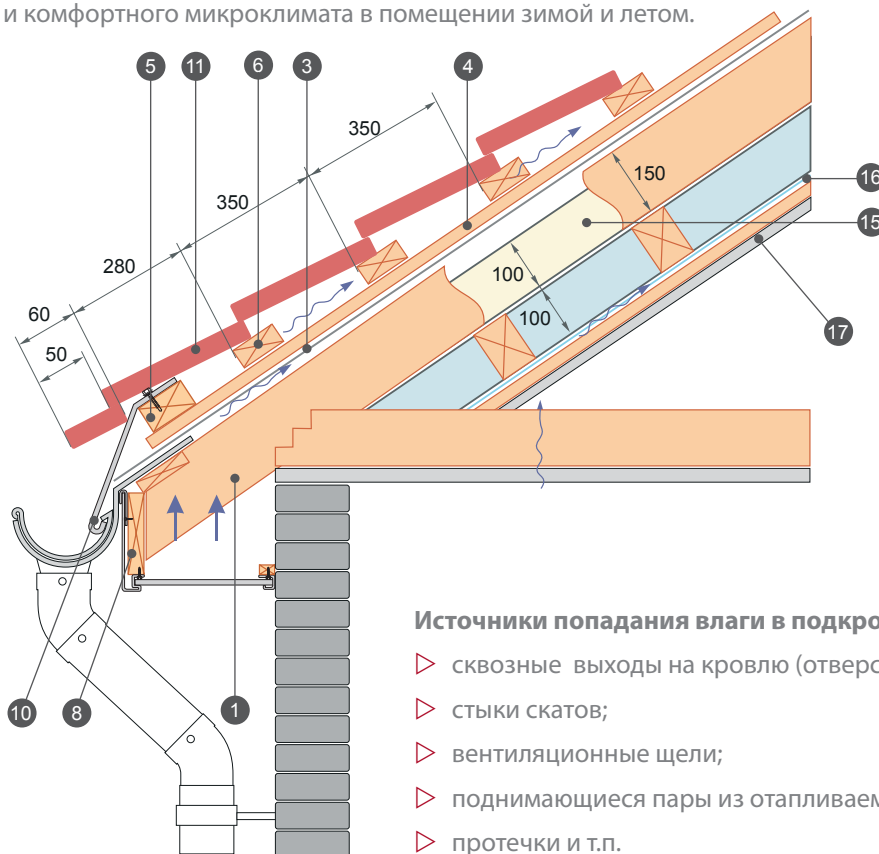 и комфортного микроклимата в помещении зимой и летом.
5 11 6 3 4
350
350
150
16
280
15
100
60
100
50
17
10 8 1
Источники попадания влаги в подкро
▷ сквозные выходы на кровлю (отверс
▷ стыки скатов;
▷ вентиляционные щели;
▷ поднимающиеся пары из отапливаем
▷ протечки и т.п.